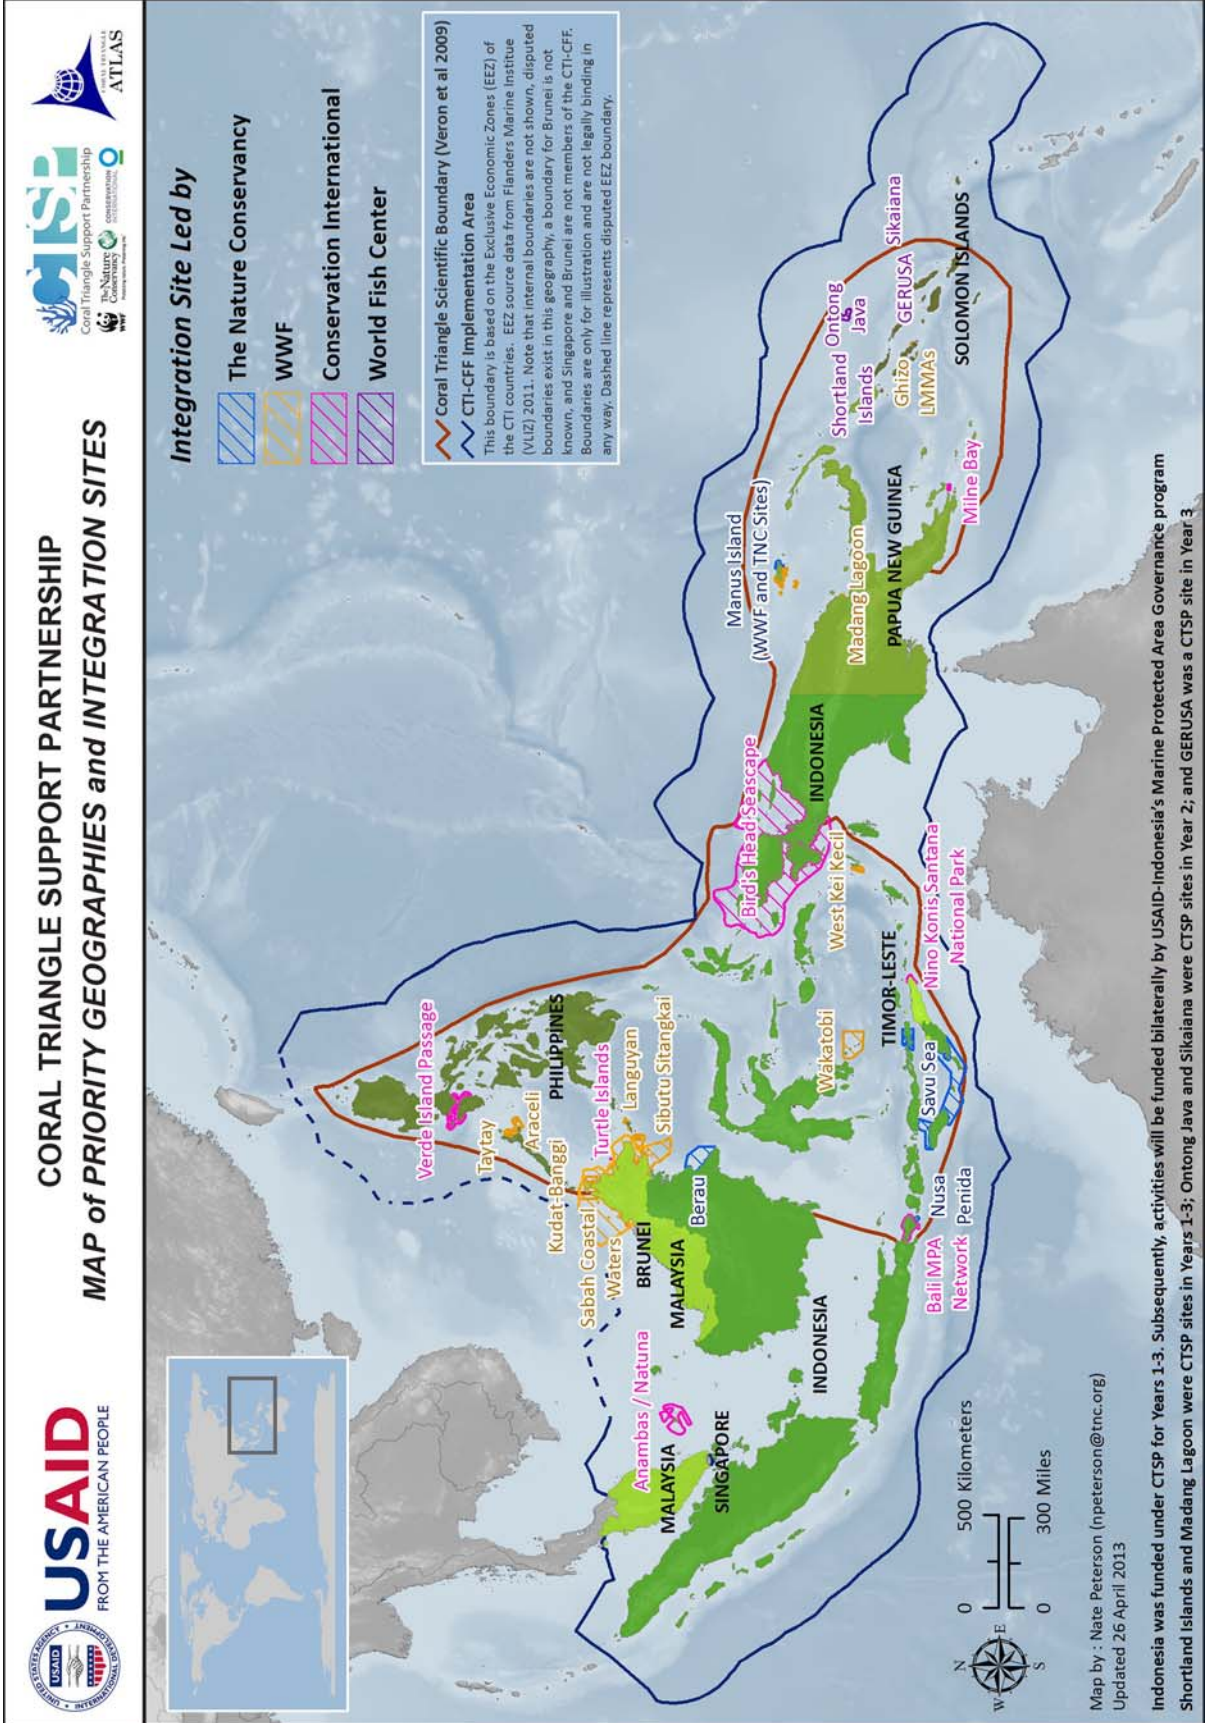 USAID
FROM THE AMERICAN PEOPLE
UNITED STATES AGENCY
INTERNATIONAL DEVELOPMENT
USAID
CORAL TRIANGLE SUPPORT PARTNERSHIP
MAP of PRIORITY GEOGRAPHIES and INTEGRATION SITES
CTSP
Coral Triangle Support Partnership
WWF
The Nature Conservancy
CONSERVATION INTERNATIONAL
CORAL TRIANGLE
ATLAS
Integration Site Led by
The Nature Conservancy
WWF
Conservation International
World Fish Center
Coral Triangle Scientific Boundary (Veron et al 2009)
CTI-CFF Implementation Area
This boundary is based on the Exclusive Economic Zones (EEZ) of
the CTI countries. EEZ source data from Flanders Marine Institue
(VLIZ) 2011. Note that internal boundaries are not shown, disputed
boundaries exist in this geography, a boundary for Brunei is not
known, and Singapore and Brunei are not members of the CTI-CFF.
Boundaries are only for illustration and are not legally binding in
any way. Dashed line represents disputed EEZ boundary.
Verde Island Passage
Taytay
Araceli
PHILIPPINES
Kudat-Banggi
Turtle Islands
Sabah Coastal
Waters
Languyan
Sibutu Sitangkai
BRUNEI
MALAYSIA
Berau
Anambas / Natuna
MALAYSIA
SINGAPORE
INDONESIA
Bird's Head Seascape
INDONESIA
West Kei Kecil
Wakatobi
TIMOR-LESTE
Savu Sea
Nino Konis Santana
National Park
Nusa
Penida
Bali MPA
Network
Manus Island
(WWF and TNC Sites)
Madang Lagoon
PAPUA NEW GUINEA
Milne Bay
Shortland
Islands
Ontong
Java
GERUSA
Sikaiana
Ghizo
LMMAs
SOLOMON ISLANDS
N
W
E
S
0
500 Kilometers
0
300 Miles
Map by : Nate Peterson (npeterson@tnc.org)
Updated 26 April 2013
Indonesia was funded under CTSP for Years 1-3. Subsequently, activities will be funded bilaterally by USAID-Indonesia's Marine Protected Area Governance program
Shortland Islands and Madang Lagoon were CTSP sites in Years 1-3; Ontong Java and Sikaiana were CTSP sites in Year 2; and GERUSA was a CTSP site in Year 3